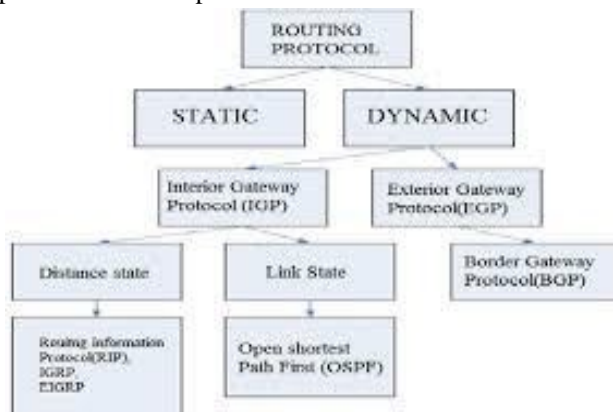 ROUTING
PROTOCOL
STATIC
DYNAMIC
Interior Gateway
Protocol (IGP)
Exterior Gateway
Protocol(EGP)
Distance state
Link State
Border Gateway
Protocol(BGP)
Routing information
Protocol(RIP),
IGRP,
EIGRP
Open shortest
Path First (OSPF)